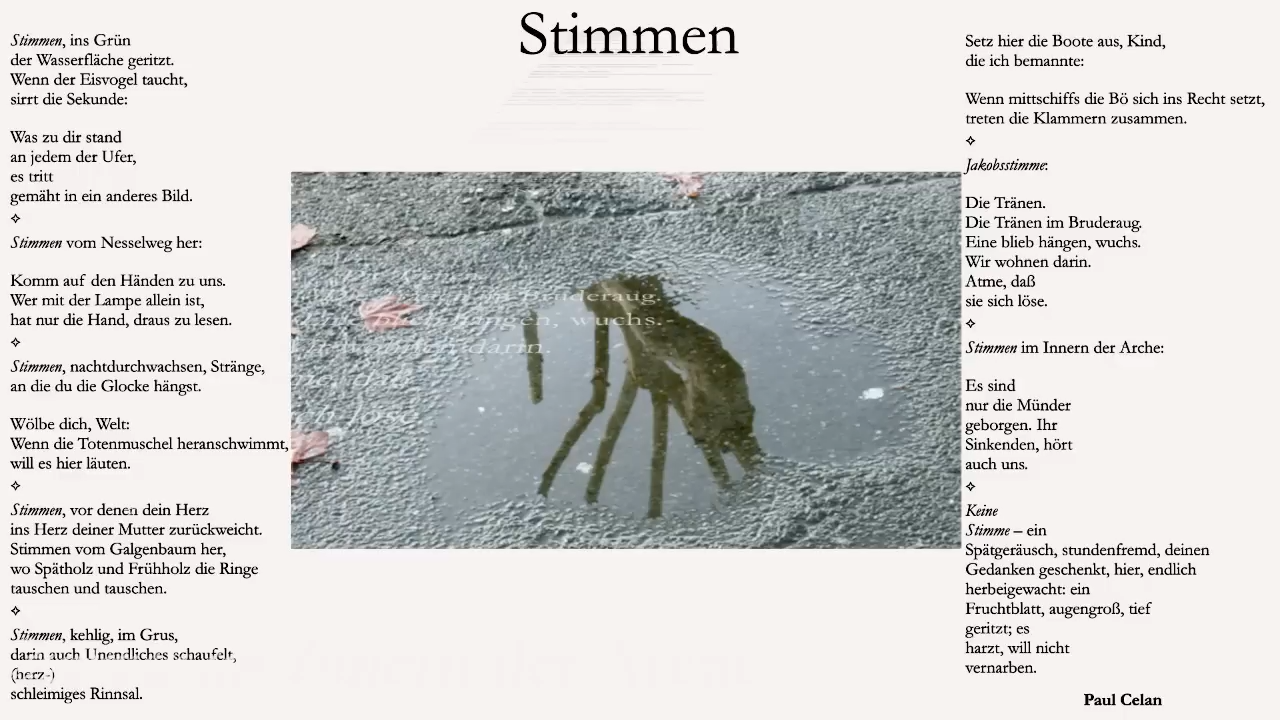 Stimmen
Stimmen, ins Grün
der Wasserfläche geritzt.
Wenn der Eisvogel taucht,
sirrt die Sekunde:
Was zu dir stand
an jedem der Ufer,
es tritt
gemäht in ein anderes Bild.
✧
Stimmen vom Nesselweg her:
Komm auf den Händen zu uns.
Wer mit der Lampe allein ist,
hat nur die Hand, draus zu lesen.
✧
Stimmen, nachtdurchwachsen, Stränge,
an die du die Glocke hängst.
Wölbe dich, Welt:
Wenn die Totenmuschel heranschwimmt,
will es hier läuten.
✧
Stimmen, vor denen dein Herz
ins Herz deiner Mutter zurückweicht.
Stimmen vom Galgenbaum her,
wo Spätholz und Frühholz die Ringe
tauschen und tauschen.
✧
Stimmen, kehlig, im Grus,
darin auch Unendliches schaufelt,
(herz-)
schleimiges Rinnsal.
Bruderaug.
hängen, wuchs.
darin.
Setz hier die Boote aus, Kind,
die ich bemannte:
Wenn mittschiffs die Bö sich ins Recht setzt,
treten die Klammern zusammen.
✧
Jakobsstimme:
Die Tränen.
Die Tränen im Bruderaug.
Eine blieb hängen, wuchs.
Wir wohnen darin.
Atme, daß
sie sich löse.
✧
Stimmen im Innern der Arche:
Es sind
nur die Münder
geborgen. Ihr
Sinkenden, hört
auch uns.
✧
Keine
Stimme – ein
Spätgeräusch, stundenfremd, deinen
Gedanken geschenkt, hier, endlich
herbeigewacht: ein
Fruchtblatt, augengroß, tief
geritzt; es
harzt, will nicht
vernarben.
Paul Celan